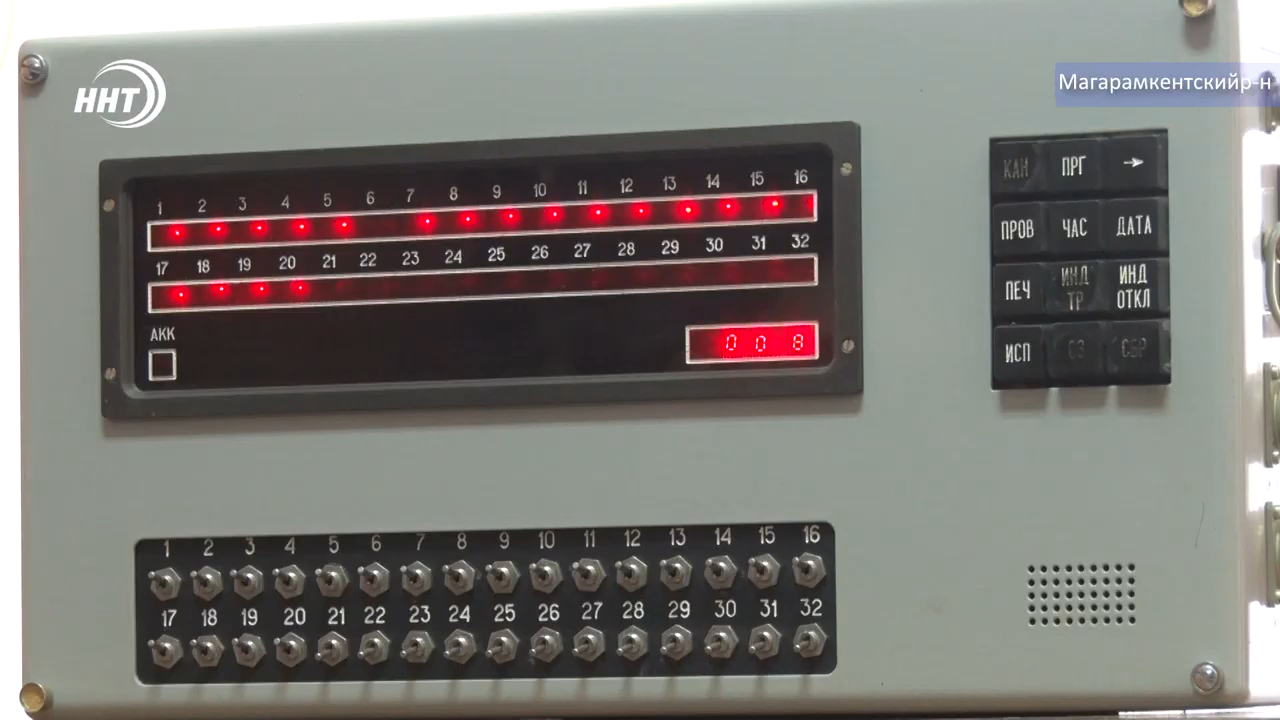 ННТ
Магарамкентскийр-н
1 2 3 4 5 6 7 8 9 10 11 12 13 14 15 16
17 18 19 20 21 22 23 24 25 26 27 28 29 30 31 32
АКК
008
КАН ПРГ →
ПРОВ ЧАС ДАТА
ПЕЧ ИНД ТР ИНД ОТКЛ
ИСП СБР
1 2 3 4 5 6 7 8 9 10 11 12 13 14 15 16
17 18 19 20 21 22 23 24 25 26 27 28 29 30 31 32